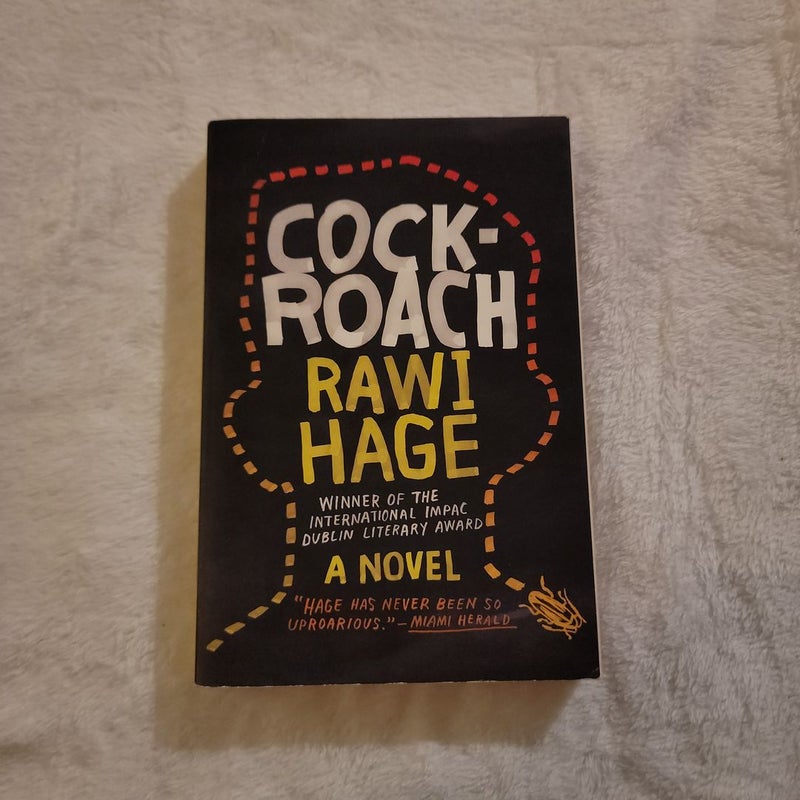 COCK-
ROACH
RAWI
HAGE
WINNER OF THE
INTERNATIONAL IMPAC
DUBLIN LITERARY AWARD
A NOVEL
"HAGE HAS NEVER BEEN SO
UPROARIOUS."—MIAMI HERALD